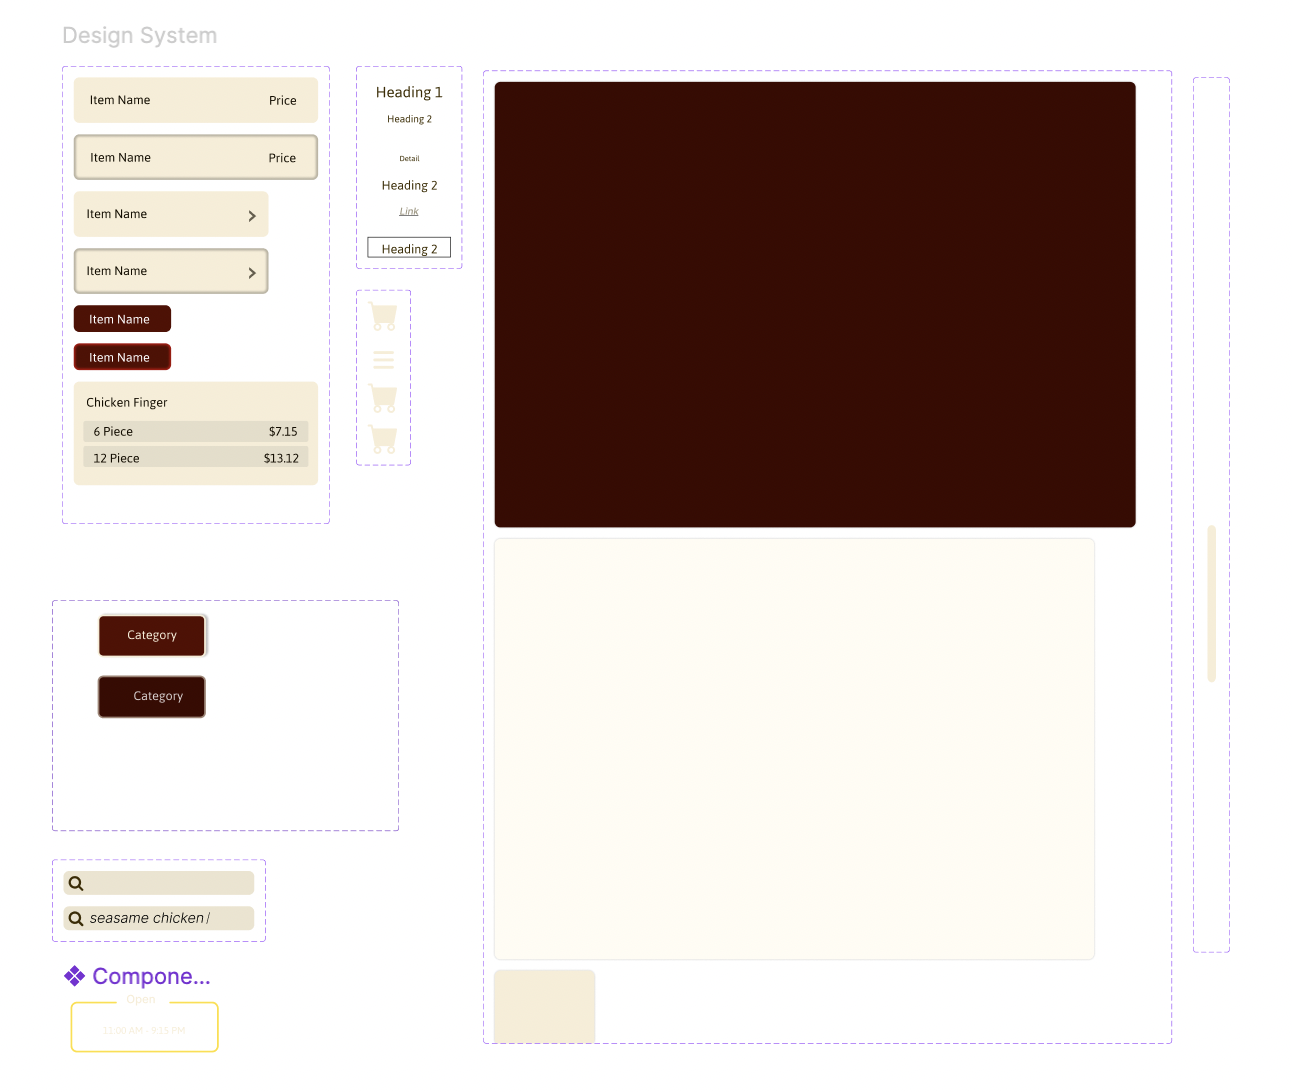 Design System
Item Name Price
Item Name Price
Item Name
Item Name
Item Name
Item Name
Chicken Finger
6 Piece $7.15
12 Piece $13.12
Heading 1
Heading 2
Detail
Heading 2
Link
Heading 2
Category
Category
seasame chicken
Compone...
Open
11:00 AM - 9:15 PM